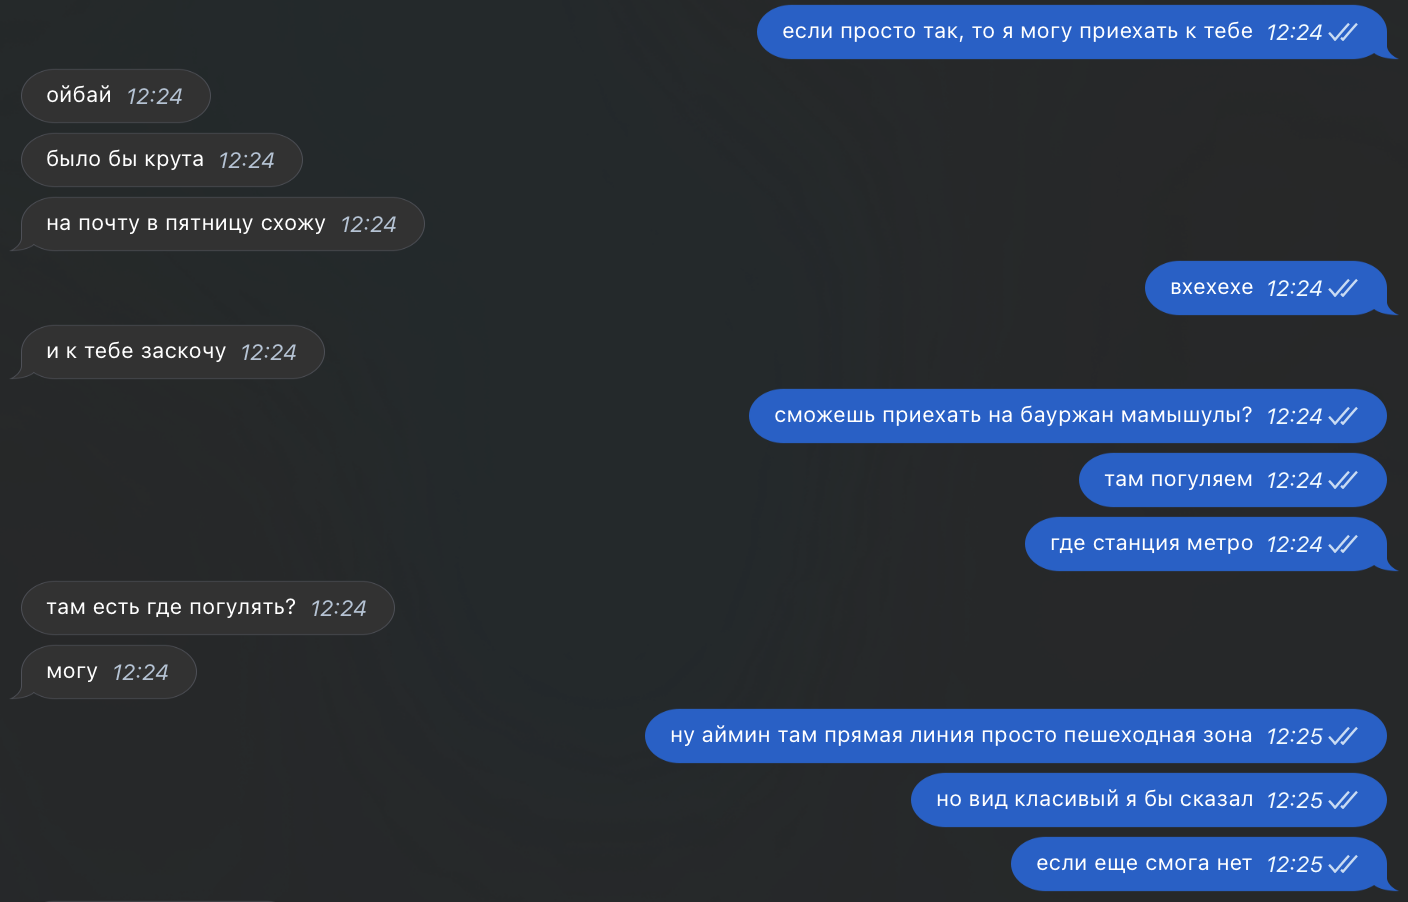 если просто так, то я могу приехать к тебе 12:24
ойбай 12:24
было бы крута 12:24
на почту в пятницу схожу 12:24
вхехехе 12:24
и к тебе заскочу 12:24
сможешь приехать на бауржан мамышулы? 12:24
там погуляем 12:24
где станция метро 12:24
там есть где погулять? 12:24
могу 12:24
ну аймин там прямая линия просто пешеходная зона 12:25
но вид класивый я бы сказал 12:25
если еще смога нет 12:25